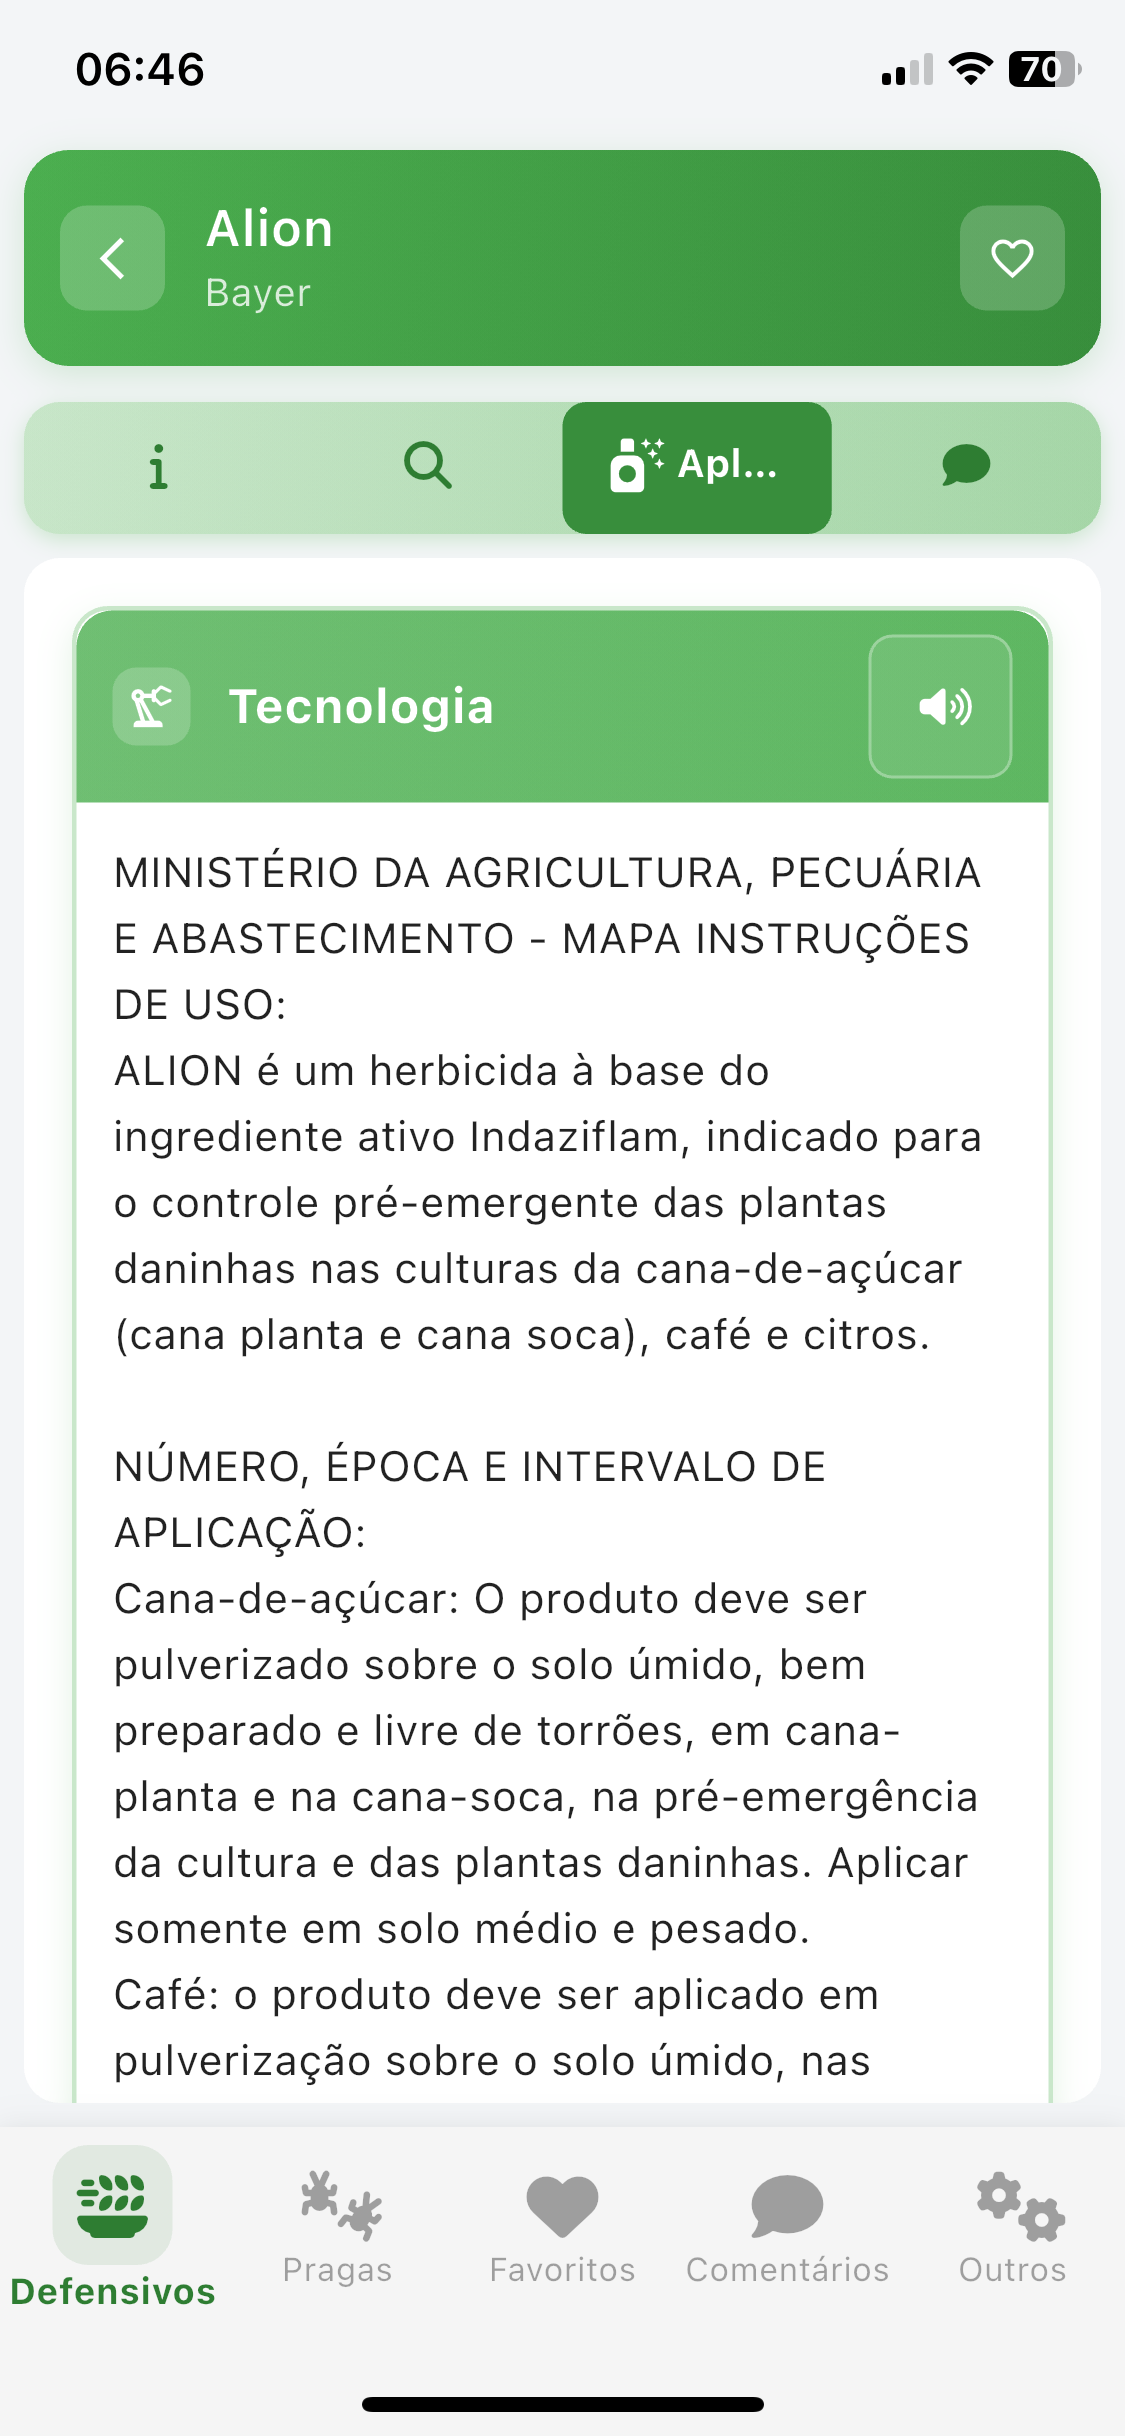 06:46
70
Alion
Bayer
Apl...
Tecnologia
MINISTÉRIO DA AGRICULTURA, PECUÁRIA
E ABASTECIMENTO - MAPA INSTRUÇÕES
DE USO:
ALION é um herbicida à base do
ingrediente ativo Indaziflam, indicado para
o controle pré-emergente das plantas
daninhas nas culturas da cana-de-açúcar
(cana planta e cana soca), café e citros.
NÚMERO, ÉPOCA E INTERVALO DE
APLICAÇÃO:
Cana-de-açúcar: O produto deve ser
pulverizado sobre o solo úmido, bem
preparado e livre de torrões, em cana-
planta e na cana-soca, na pré-emergência
da cultura e das plantas daninhas. Aplicar
somente em solo médio e pesado.
Café: o produto deve ser aplicado em
pulverização sobre o solo úmido, nas
Defensivos
Pragas
Favoritos
Comentários
Outros